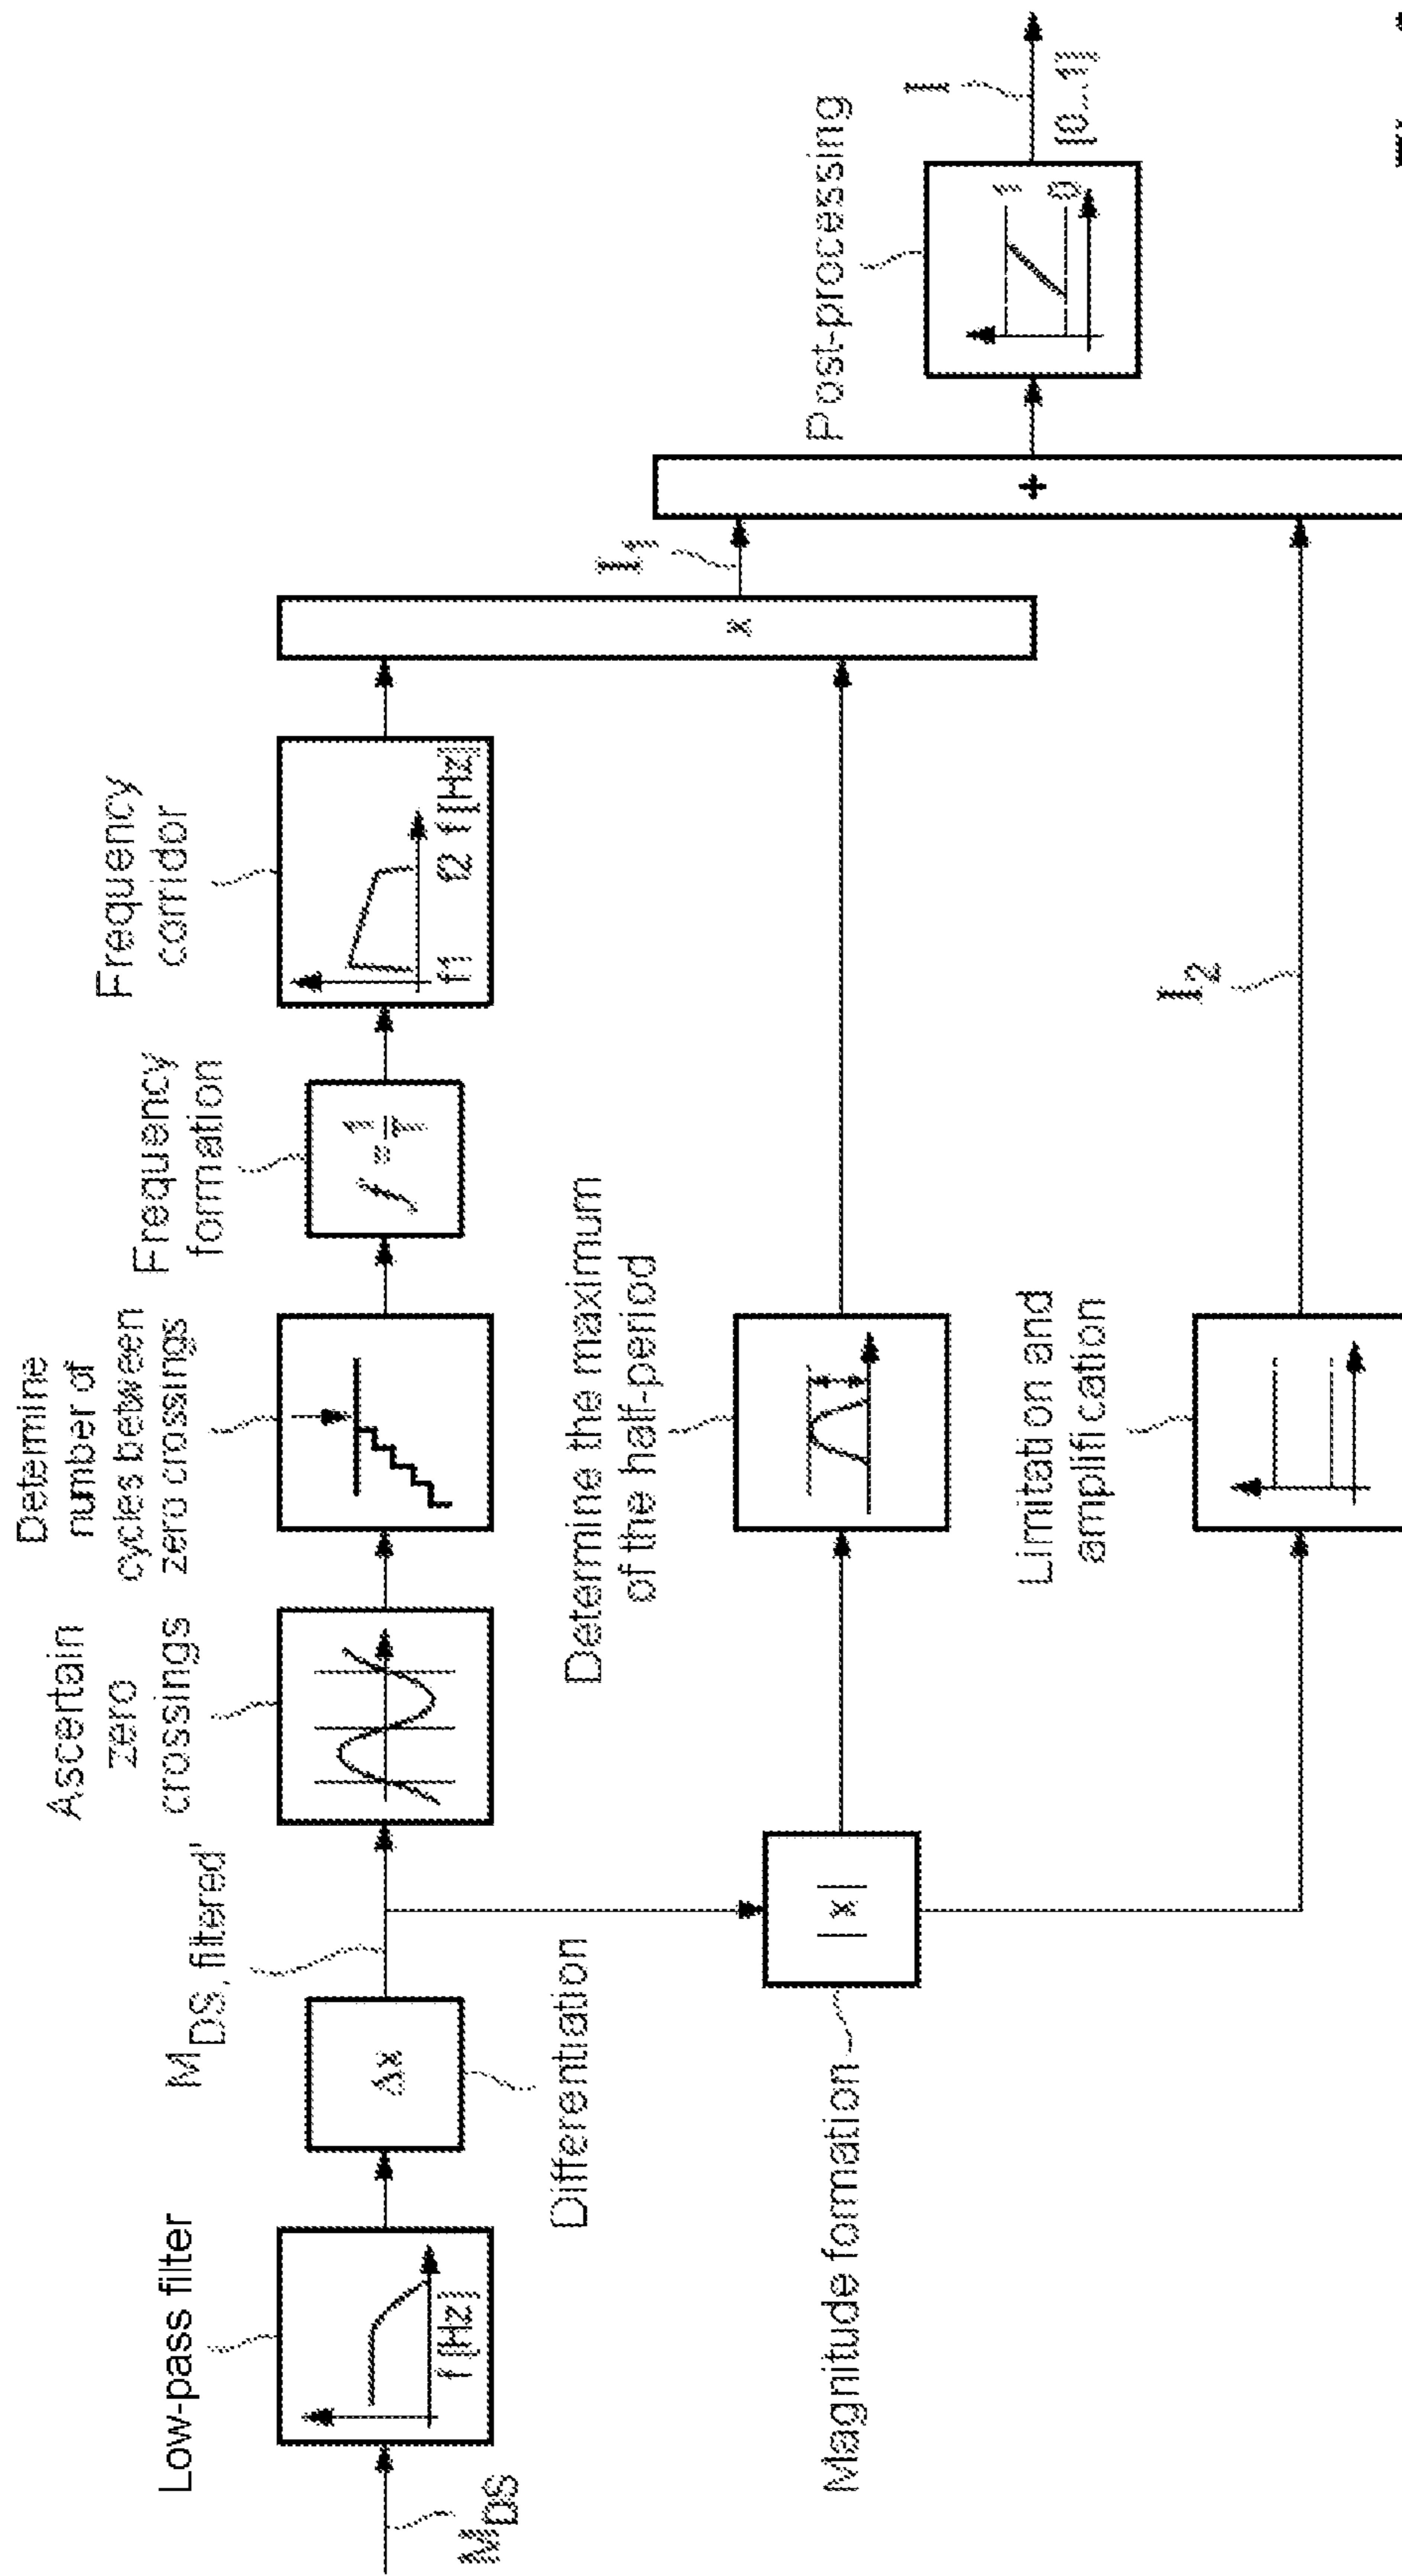 Low-pass filter
M_DS
f [Hz]
Δx
Differentiation
M_DS, filtered'
Ascertain
zero
crossings
Determine
number of
cycles between
zero crossings
Frequency
formation
f = 1/T
Frequency
corridor
f1 f2 f [Hz]
x
I_1
Magnitude formation
|x|
Determine the maximum
of the half-period
Limitation and
amplification
I_2
+
Post-processing
1
0
I
[0...1]